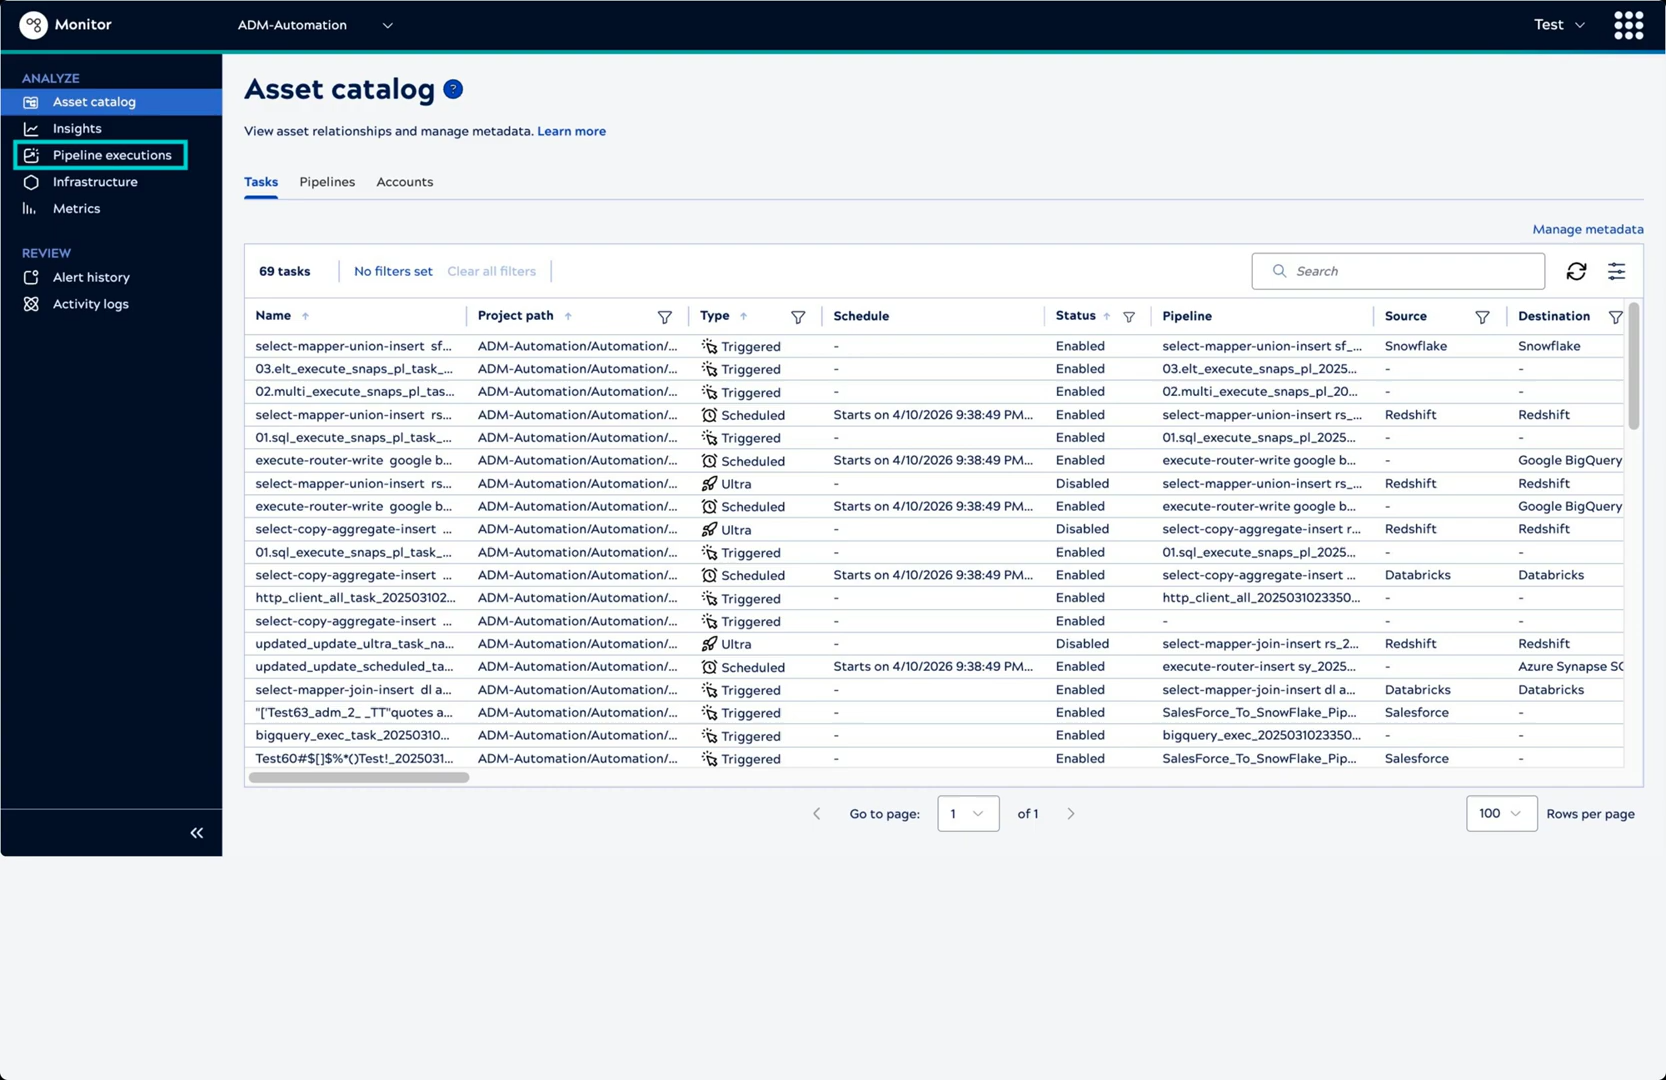 Monitor
ADM-Automation
Test
ANALYZE
Asset catalog
Insights
Pipeline executions
Infrastructure
Metrics
REVIEW
Alert history
Activity logs
Asset catalog ?
View asset relationships and manage metadata. Learn more
Tasks Pipelines Accounts
Manage metadata
69 tasks No filters set Clear all filters Search
Name Project path Type Schedule Status Pipeline Source Destination
select-mapper-union-insert sf... ADM-Automation/Automation/... Triggered - Enabled select-mapper-union-insert sf_... Snowflake Snowflake
03.elt_execute_snaps_pl_task_... ADM-Automation/Automation/... Triggered - Enabled 03.elt_execute_snaps_pl_2025... - -
02.multi_execute_snaps_pl_tas... ADM-Automation/Automation/... Triggered - Enabled 02.multi_execute_snaps_pl_20... - -
select-mapper-union-insert rs... ADM-Automation/Automation/... Scheduled Starts on 4/10/2026 9:38:49 PM... Enabled select-mapper-union-insert rs_... Redshift Redshift
01.sql_execute_snaps_pl_task_... ADM-Automation/Automation/... Triggered - Enabled 01.sql_execute_snaps_pl_2025... - -
execute-router-write google b... ADM-Automation/Automation/... Scheduled Starts on 4/10/2026 9:38:49 PM... Enabled execute-router-write google b... - Google BigQuery
select-mapper-union-insert rs... ADM-Automation/Automation/... Ultra - Disabled select-mapper-union-insert rs_... Redshift Redshift
execute-router-write google b... ADM-Automation/Automation/... Scheduled Starts on 4/10/2026 9:38:49 PM... Enabled execute-router-write google b... - Google BigQuery
select-copy-aggregate-insert ... ADM-Automation/Automation/... Ultra - Disabled select-copy-aggregate-insert r... Redshift Redshift
01.sql_execute_snaps_pl_task_... ADM-Automation/Automation/... Triggered - Enabled 01.sql_execute_snaps_pl_2025... - -
select-copy-aggregate-insert ... ADM-Automation/Automation/... Scheduled Starts on 4/10/2026 9:38:49 PM... Enabled select-copy-aggregate-insert ... Databricks Databricks
http_client_all_task_202503102... ADM-Automation/Automation/... Triggered - Enabled http_client_all_2025031023350... - -
select-copy-aggregate-insert ... ADM-Automation/Automation/... Triggered - Enabled - - -
updated_update_ultra_task_na... ADM-Automation/Automation/... Ultra - Disabled select-mapper-join-insert rs_2... Redshift Redshift
updated_update_scheduled_ta... ADM-Automation/Automation/... Scheduled Starts on 4/10/2026 9:38:49 PM... Enabled execute-router-insert sy_2025... - Azure Synapse SQ
select-mapper-join-insert dl a... ADM-Automation/Automation/... Triggered - Enabled select-mapper-join-insert dl a... Databricks Databricks
"['Test63_adm_2_ _TT"quotes a... ADM-Automation/Automation/... Triggered - Enabled SalesForce_To_SnowFlake_Pip... Salesforce -
bigquery_exec_task_20250310... ADM-Automation/Automation/... Triggered - Enabled bigquery_exec_2025031023350... - -
Test60#$[]$%*()Test!_2025031... ADM-Automation/Automation/... Triggered - Enabled SalesForce_To_SnowFlake_Pip... Salesforce -
Go to page: 1 of 1 100 Rows per page